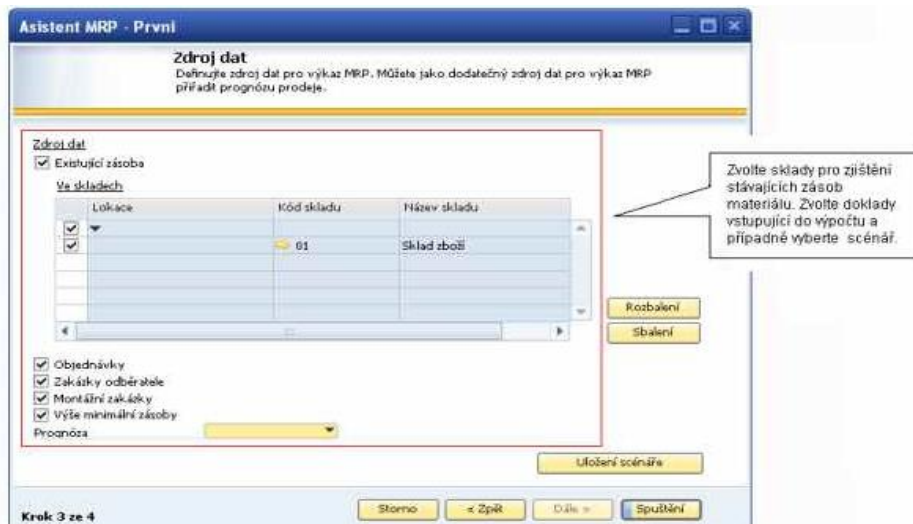 Asistent MRP - První
Zdroj dat
Definujte zdroj dat pro výkaz MRP. Můžete jako dodatečný zdroj dat pro výkaz MRP
přiřadit prognózu prodeje.
Zdroj dat
Existující zásoba
Ve skladech
Lokace Kód skladu Název skladu
01 Sklad zboží
Zvolte sklady pro zjištění
stávajících zásob
materiálu. Zvolte doklady
vstupující do výpočtu a
případně vyberte scénář.
Rozbalení
Sbalení
Objednávky
Zakázky odběratele
Montážní zakázky
Výše minimální zásoby
Prognóza
Uložení scénáře
Krok 3 ze 4
Storno « Zpět Dále » Spuštění